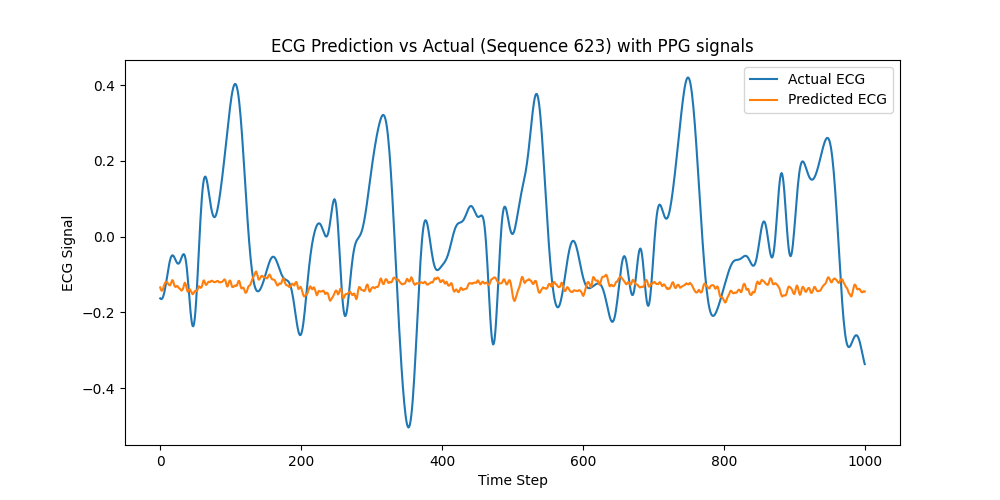 ECG Prediction vs Actual (Sequence 623) with PPG signals
Actual ECG
Predicted ECG
0.4
0.2
0.0
−0.2
−0.4
ECG Signal
0 200 400 600 800 1000
Time Step